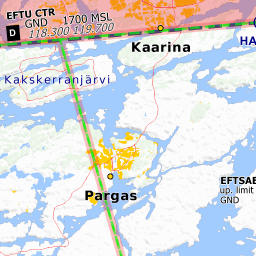 EFTU CTR
GND 1700 MSL
D 118.300 119.700
Kaarina
HA
Kakskerranjärvi
Pargas
EFTSAE
up. limit
GND